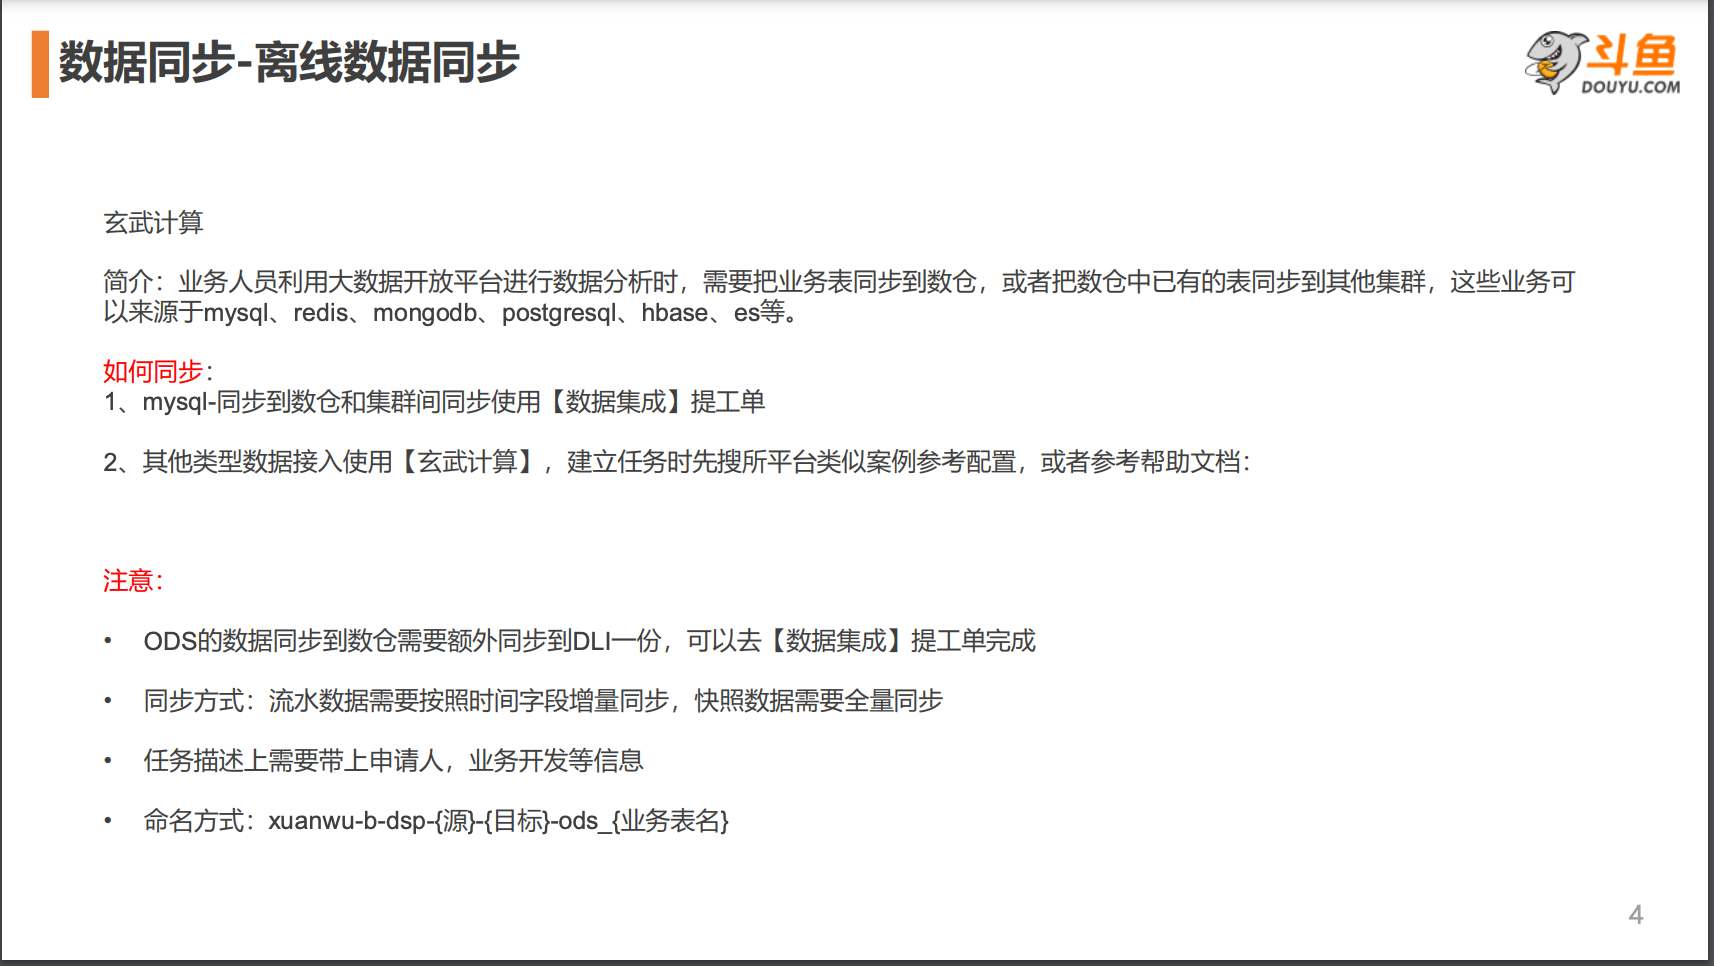 数据同步-离线数据同步
斗鱼
DOUYU.COM
玄武计算
简介：业务人员利用大数据开放平台进行数据分析时，需要把业务表同步到数仓，或者把数仓中已有的表同步到其他集群，这些业务可
以来源于mysql、redis、mongodb、postgresql、hbase、es等。
如何同步：
1、mysql-同步到数仓和集群间同步使用【数据集成】提工单
2、其他类型数据接入使用【玄武计算】，建立任务时先搜所平台类似案例参考配置，或者参考帮助文档：
注意：
• ODS的数据同步到数仓需要额外同步到DLI一份，可以去【数据集成】提工单完成
• 同步方式：流水数据需要按照时间字段增量同步，快照数据需要全量同步
• 任务描述上需要带上申请人，业务开发等信息
• 命名方式：xuanwu-b-dsp-{源}-{目标}-ods_{业务表名}
4